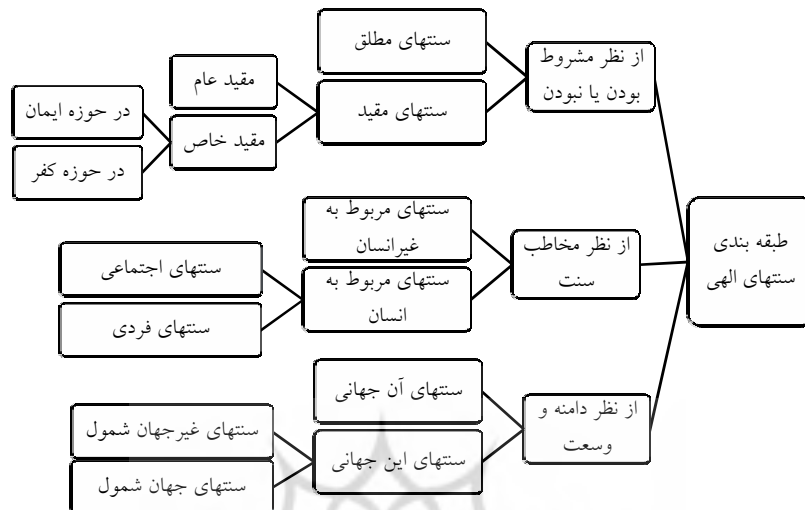 طبقه بندی
سنتهای الهی
از نظر مشروط
بودن یا نبودن
سنتهای مطلق
سنتهای مقید
مقید عام
مقید خاص
در حوزه ایمان
در حوزه کفر
از نظر مخاطب
سنت
سنتهای مربوط به
غیرانسان
سنتهای مربوط به
انسان
سنتهای اجتماعی
سنتهای فردی
از نظر دامنه و
وسعت
سنتهای آن جهانی
سنتهای این جهانی
سنتهای غیرجهان شمول
سنتهای جهان شمول